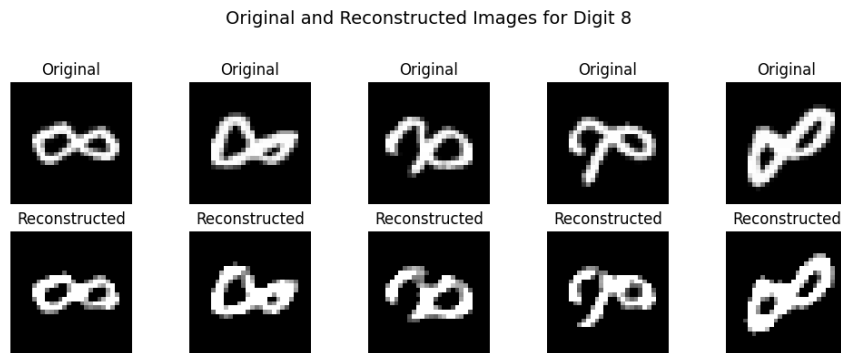 Original and Reconstructed Images for Digit 8
Original Original Original Original Original
Reconstructed Reconstructed Reconstructed Reconstructed Reconstructed